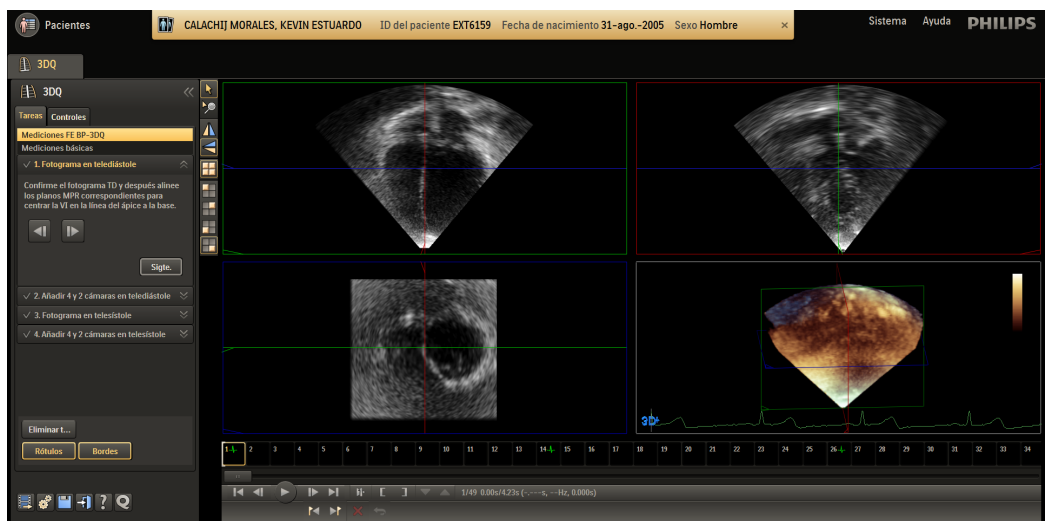 Pacientes
CALACHIJ MORALES, KEVIN ESTUARDO ID del paciente EXT6159 Fecha de nacimiento 31-ago.-2005 Sexo Hombre ×
Sistema Ayuda PHILIPS
3DQ
3DQ
Tareas Controles
Mediciones FE BP-3DQ
Mediciones básicas
1. Fotograma en telediástole
Confirme el fotograma TD y después alinee
los planos MPR correspondientes para
centrar la VI en la línea del ápice a la base.
Sigte.
2. Añadir 4 y 2 cámaras en telediástole
3. Fotograma en telesístole
4. Añadir 4 y 2 cámaras en telesístole
Eliminar t...
Rótulos Bordes
3D
1 2 3 4 5 6 7 8 9 10 11 12 13 14 15 16 17 18 19 20 21 22 23 24 25 26 27 28 29 30 31 32 33 34
1/49 0.00s/4.23s (-.---s, --Hz, 0.000s)